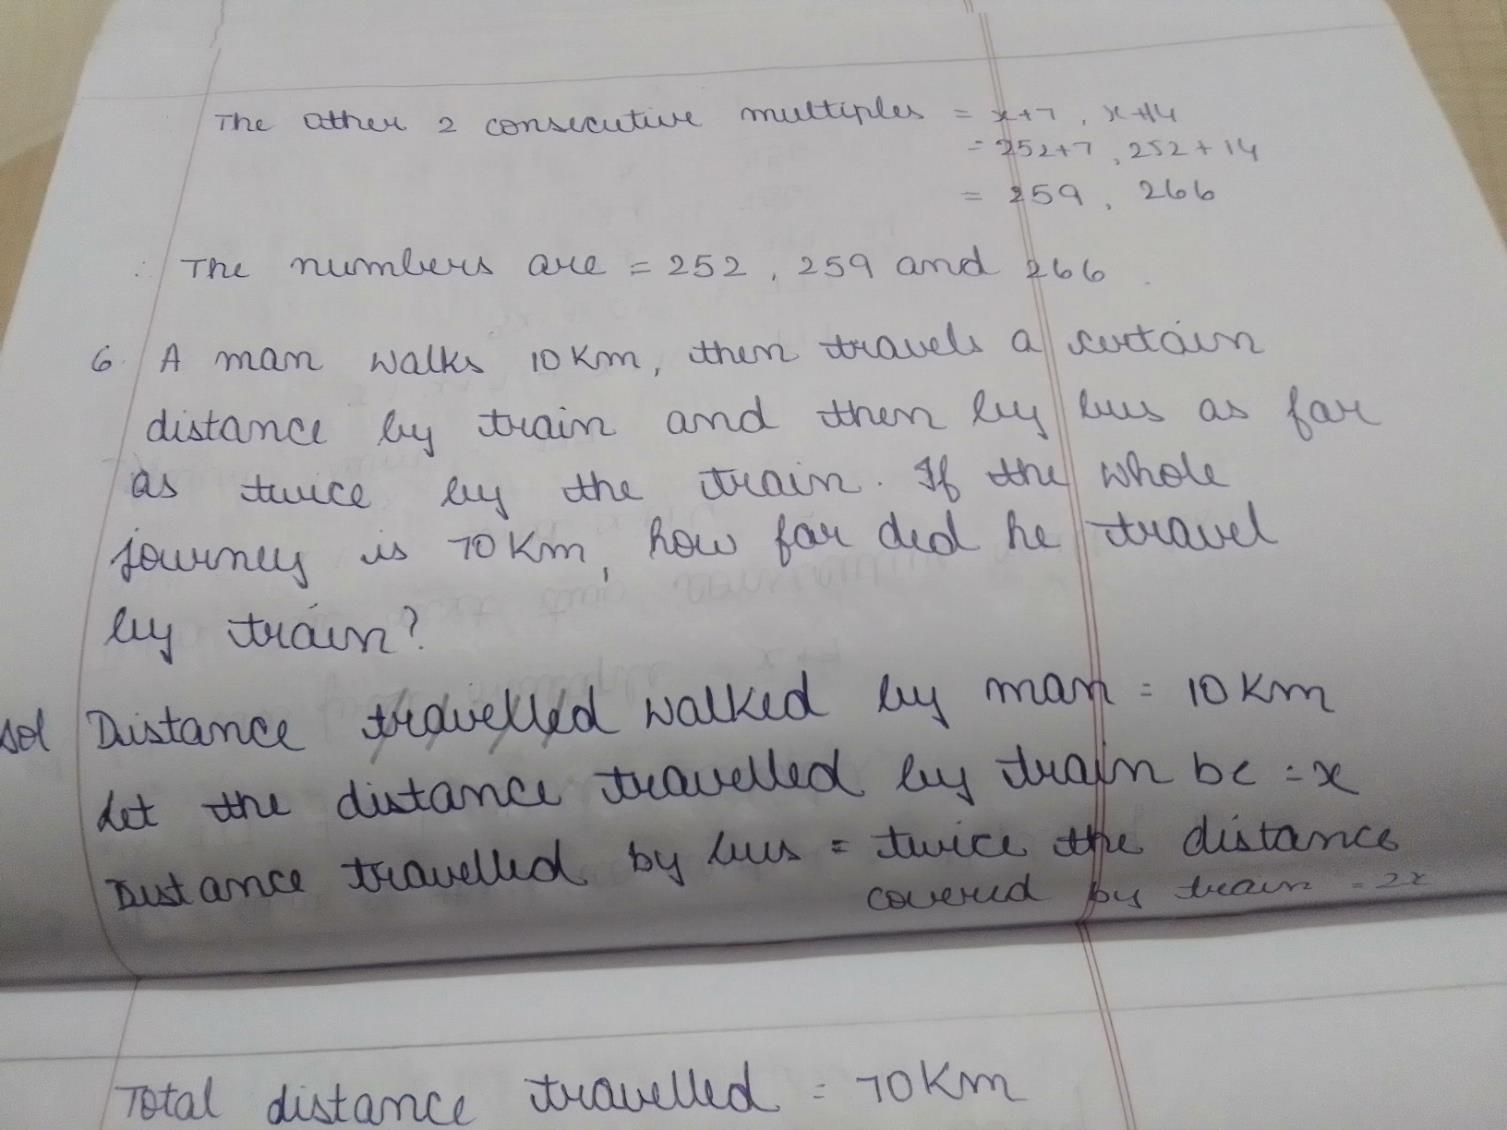 The other 2 consecutive multiples = x+7, x+14
= 252+7, 252+14
= 259, 266
∴ The numbers are = 252, 259 and 266
6. A man walks 10 Km, then travels a certain
distance by train and then by bus as far
as twice by the train. If the whole
journey is 70 Km, how far did he travel
by train?
Sol Distance travelled walked by man = 10 Km
Let the distance travelled by train be = x
Distance travelled by bus = twice the distance
covered by train = 2x
Total distance travelled = 70 Km